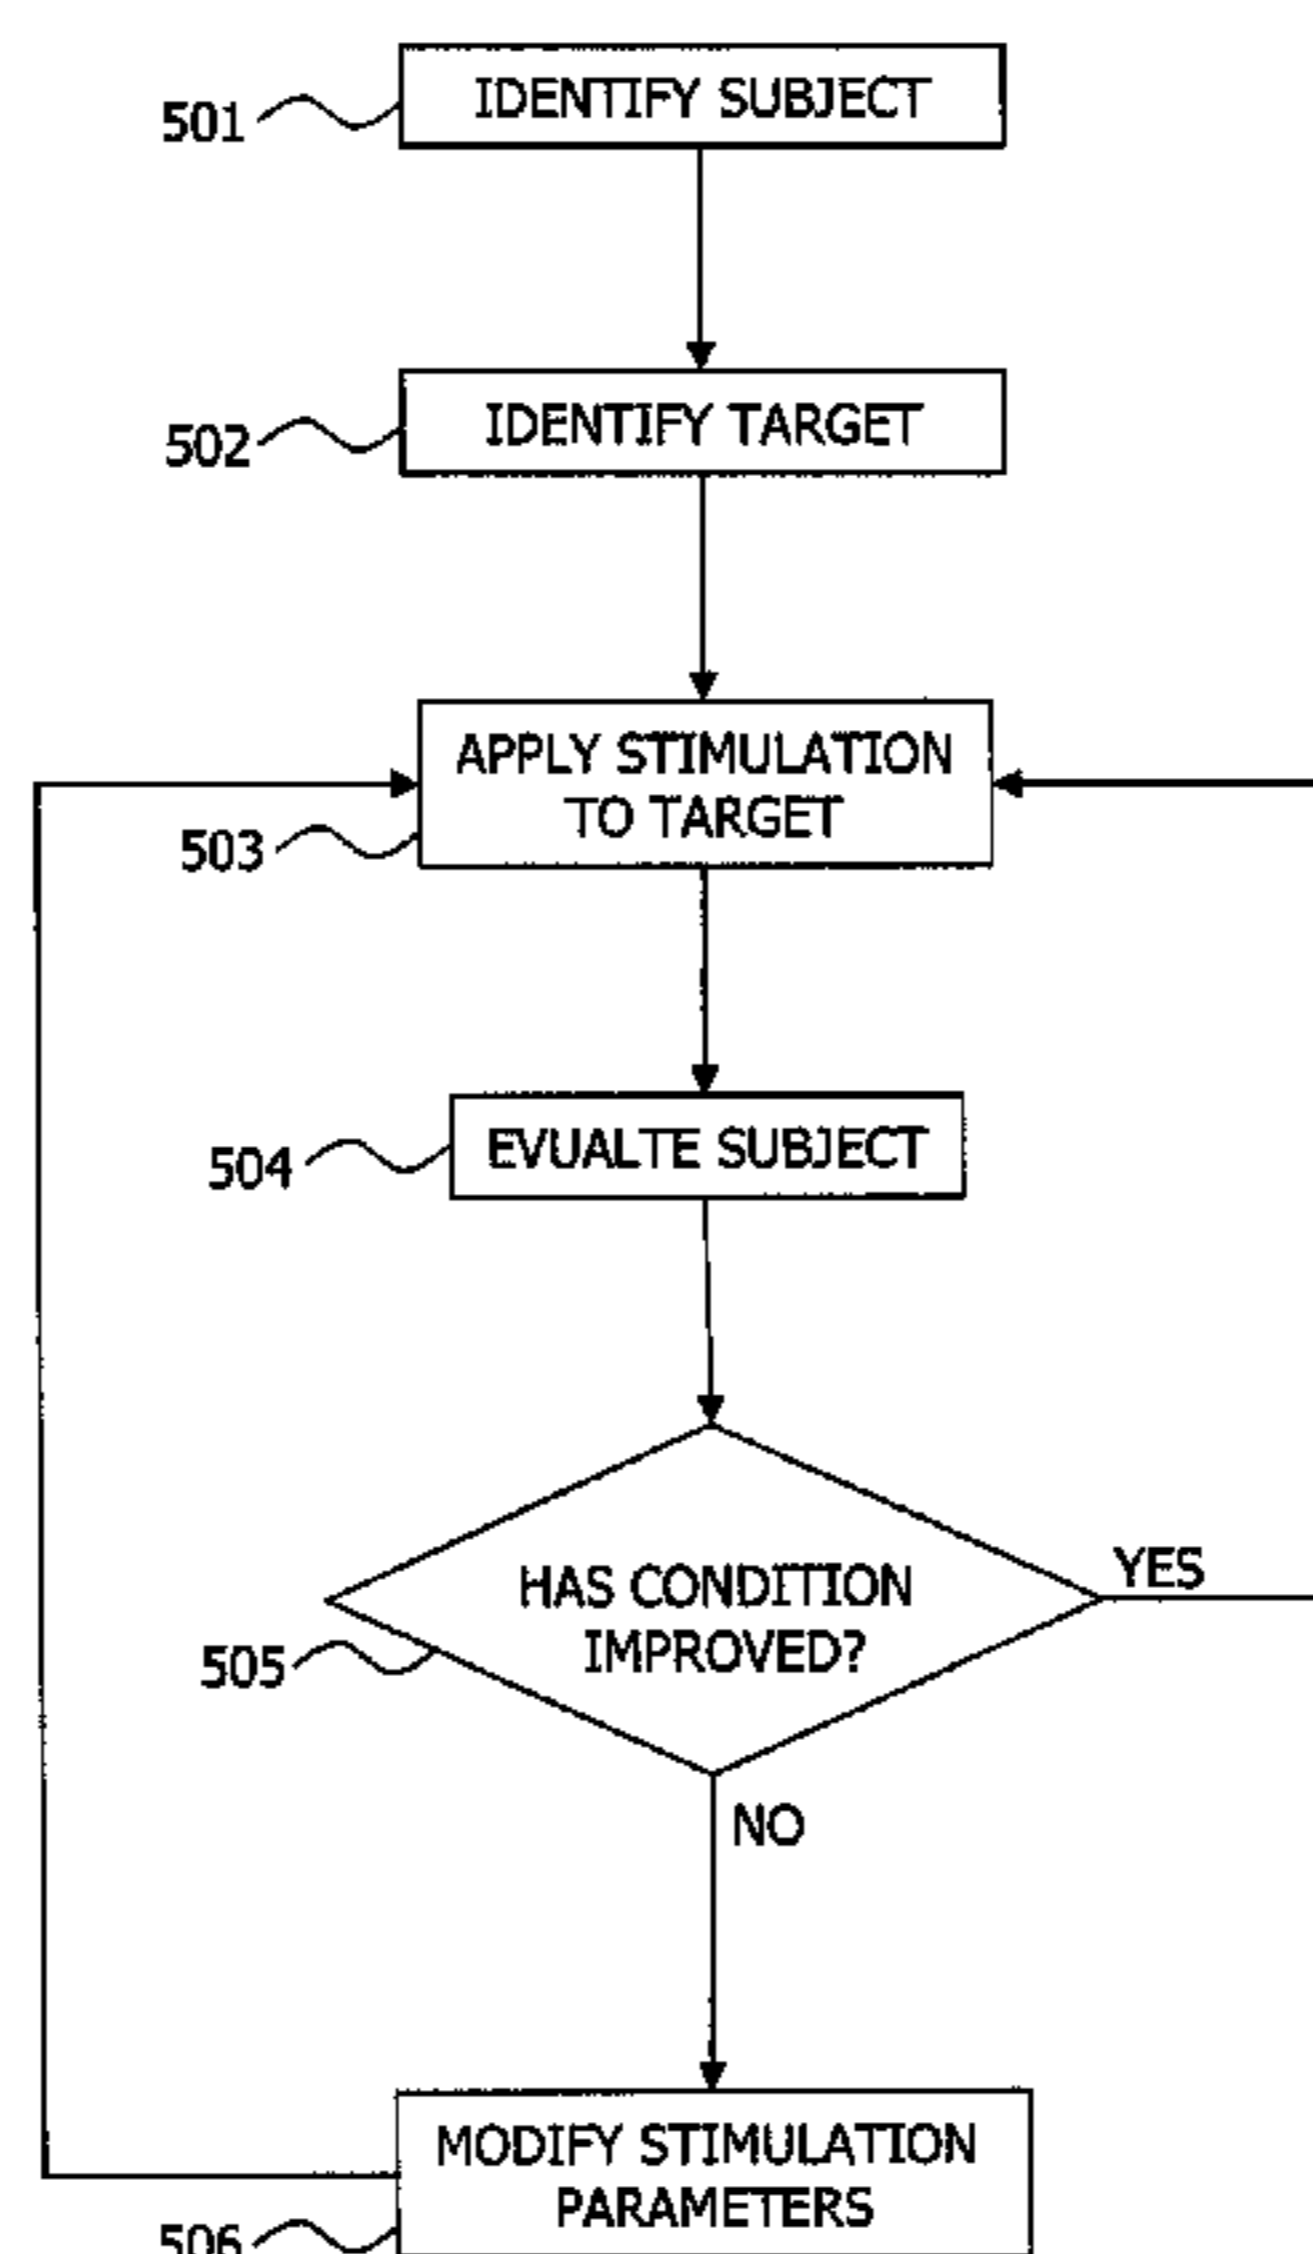 IDENTIFY SUBJECT
501
IDENTIFY TARGET
502
APPLY STIMULATION
TO TARGET
503
EVUALTE SUBJECT
504
HAS CONDITION
IMPROVED?
YES
505
NO
MODIFY STIMULATION
PARAMETERS
506